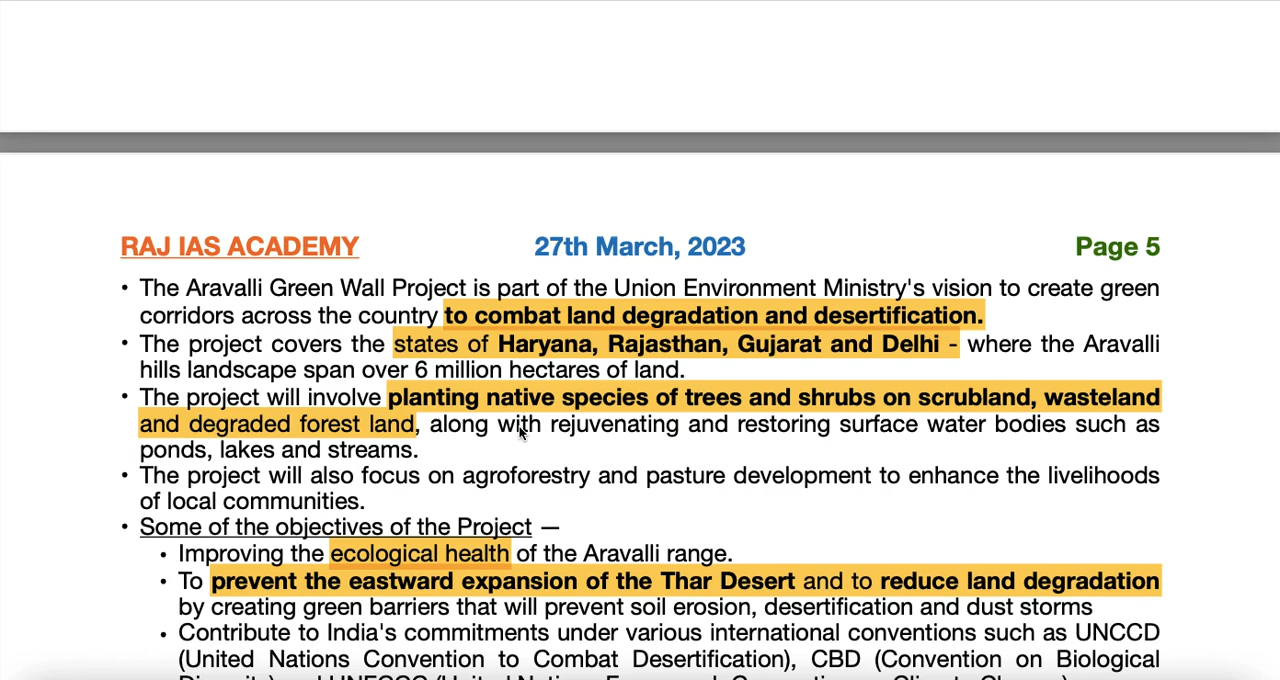 RAJ IAS ACADEMY 27th March, 2023 Page 5
• The Aravalli Green Wall Project is part of the Union Environment Ministry's vision to create green
corridors across the country to combat land degradation and desertification.
• The project covers the states of Haryana, Rajasthan, Gujarat and Delhi - where the Aravalli
hills landscape span over 6 million hectares of land.
• The project will involve planting native species of trees and shrubs on scrubland, wasteland
and degraded forest land, along with rejuvenating and restoring surface water bodies such as
ponds, lakes and streams.
• The project will also focus on agroforestry and pasture development to enhance the livelihoods
of local communities.
• Some of the objectives of the Project —
• Improving the ecological health of the Aravalli range.
• To prevent the eastward expansion of the Thar Desert and to reduce land degradation
by creating green barriers that will prevent soil erosion, desertification and dust storms
• Contribute to India's commitments under various international conventions such as UNCCD
(United Nations Convention to Combat Desertification), CBD (Convention on Biological